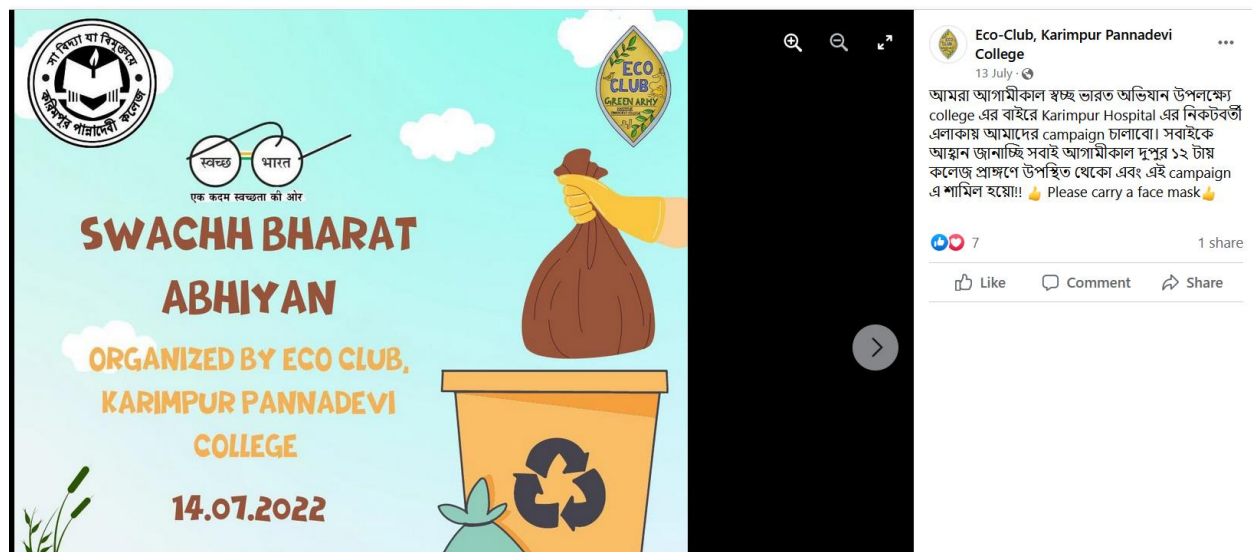 সা বিদ্যা যা বিমুক্তয়ে
করিমপুর পান্নাদেবী কলেজ
ECO
CLUB
GREEN ARMY
स्वच्छ भारत
एक कदम स्वच्छता की ओर
SWACHH BHARAT
ABHIYAN
ORGANIZED BY ECO CLUB,
KARIMPUR PANNADEVI
COLLEGE
14.07.2022
Eco-Club, Karimpur Pannadevi
College
13 July
আমরা আগামীকাল স্বচ্ছ ভারত অভিযান উপলক্ষ্যে
college এর বাইরে Karimpur Hospital এর নিকটবর্তী
এলাকায় আমাদের campaign চালাবো। সবাইকে
আহ্বান জানাচ্ছি সবাই আগামীকাল দুপুর ১২ টায়
কলেজ প্রাঙ্গণে উপস্থিত থেকো এবং এই campaign
এ শামিল হয়ো!! 👍 Please carry a face mask👍
7
1 share
Like Comment Share